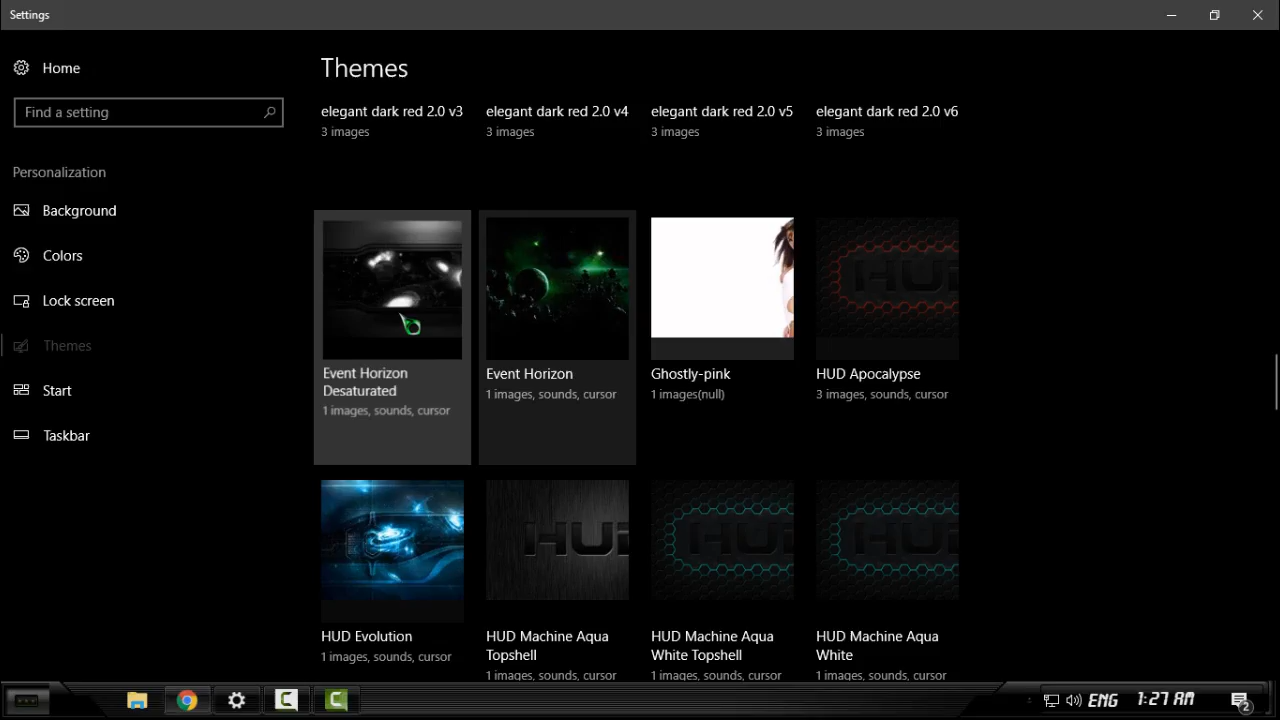 Settings
Home
Find a setting
Personalization
Background
Colors
Lock screen
Themes
Start
Taskbar
Themes
elegant dark red 2.0 v3
3 images
elegant dark red 2.0 v4
3 images
elegant dark red 2.0 v5
3 images
elegant dark red 2.0 v6
3 images
Event Horizon
Desaturated
1 images, sounds, cursor
Event Horizon
1 images, sounds, cursor
Ghostly-pink
1 images(null)
HUD
HUD Apocalypse
3 images, sounds, cursor
HUD Evolution
1 images, sounds, cursor
HUD
HUD Machine Aqua
Topshell
1 images, sounds, cursor
HUD
HUD Machine Aqua
White Topshell
1 images, sounds, cursor
HUD
HUD Machine Aqua
White
1 images, sounds, cursor
ENG
1:27 AM
2